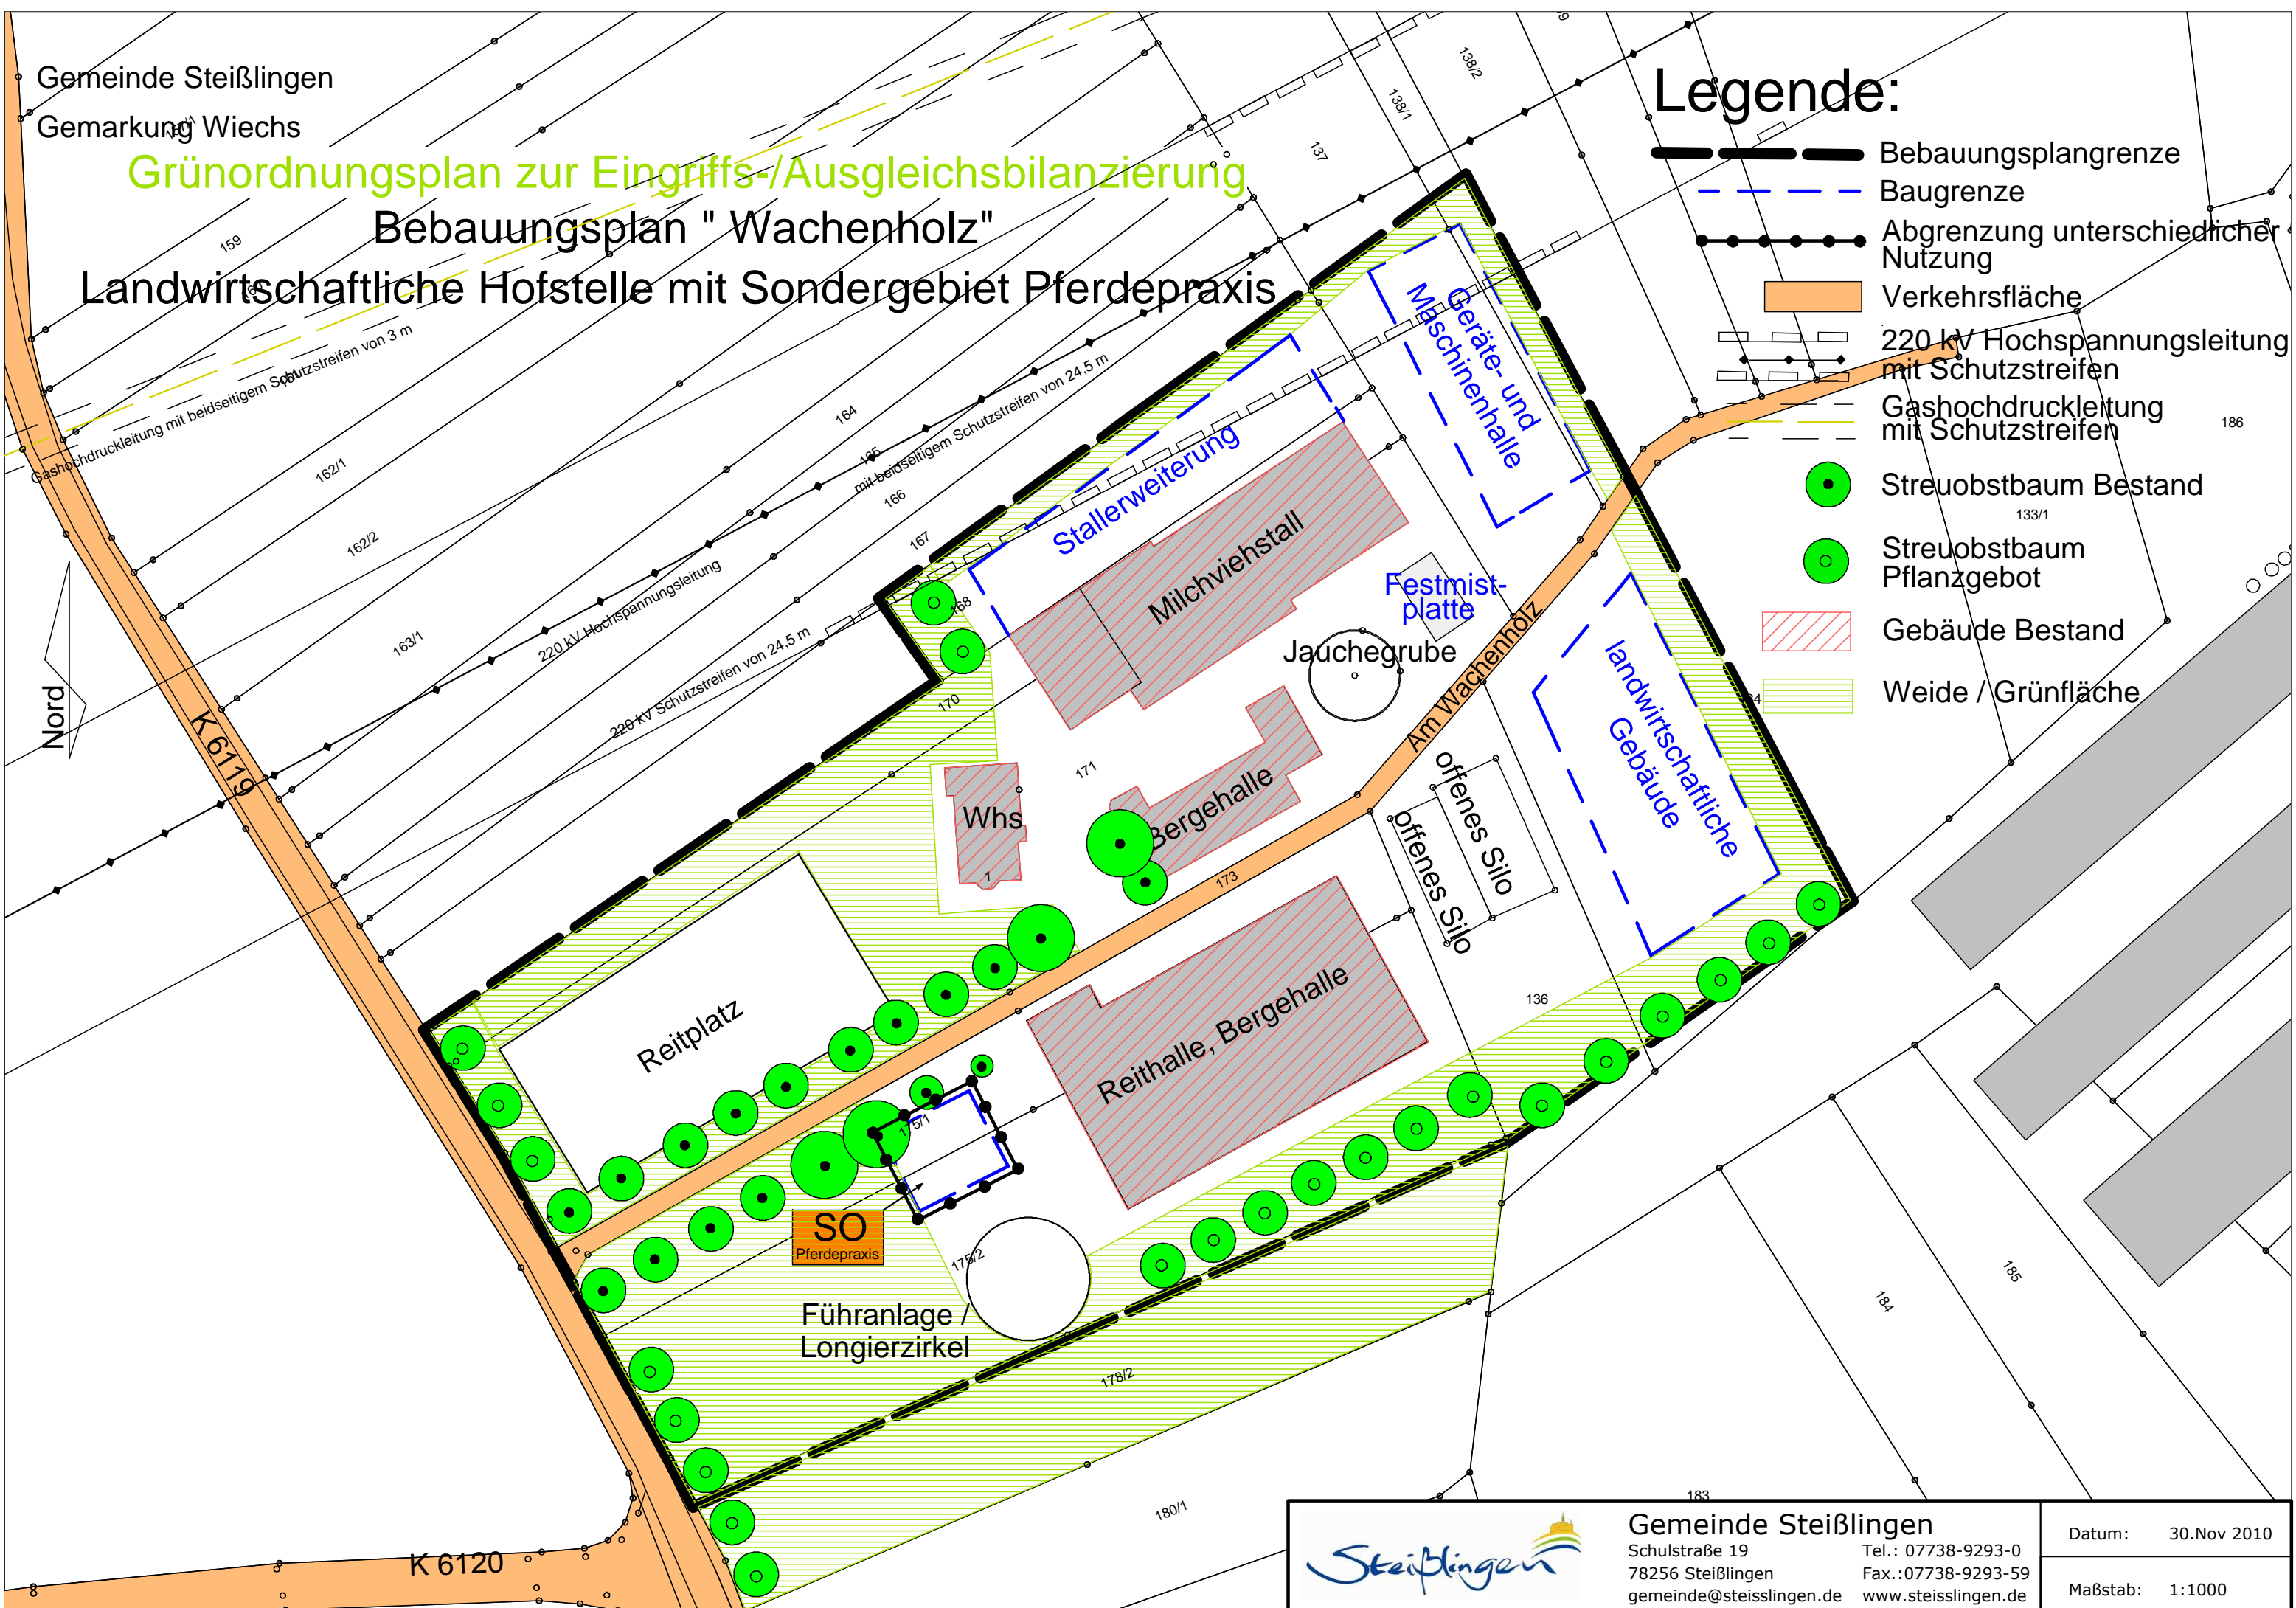 Gemeinde Steißlingen
Gemarkung Wiechs
Grünordnungsplan zur Eingriffs-/Ausgleichsbilanzierung
Bebauungsplan " Wachenholz"
Landwirtschaftliche Hofstelle mit Sondergebiet Pferdepraxis
Legende:
Bebauungsplangrenze
Baugrenze
Abgrenzung unterschiedlicher
Nutzung
Verkehrsfläche
220 kV Hochspannungsleitung
mit Schutzstreifen
Gashochdruckleitung
mit Schutzstreifen
Streuobstbaum Bestand
Streuobstbaum
Pflanzgebot
Gebäude Bestand
Weide / Grünfläche
138/2
138/1
137
159
Gashochdruckleitung mit beidseitigem Schutzstreifen von 3 m
162/1
162/2
163/1
164
165
mit beidseitigem Schutzstreifen von 24,5 m
166
167
168
170
171
220 kV Hochspannungsleitung
220 kV Schutzstreifen von 24,5 m
Nord
K 6119
Geräte- und
Maschinenhalle
Stallerweiterung
Milchviehstall
Festmist-
platte
Jauchegrube
Am Wachenholz
landwirtschaftliche
Gebäude
186
133/1
Whs
1
Bergehalle
173
offenes Silo
offenes Silo
136
Reitplatz
Reithalle, Bergehalle
175/1
SO
Pferdepraxis
175/2
Führanlage /
Longierzirkel
178/2
180/1
183
184
185
K 6120
Steißlingen
Gemeinde Steißlingen
Schulstraße 19
78256 Steißlingen
gemeinde@steisslingen.de
Tel.: 07738-9293-0
Fax.:07738-9293-59
www.steisslingen.de
Datum: 30.Nov 2010
Maßstab: 1:1000